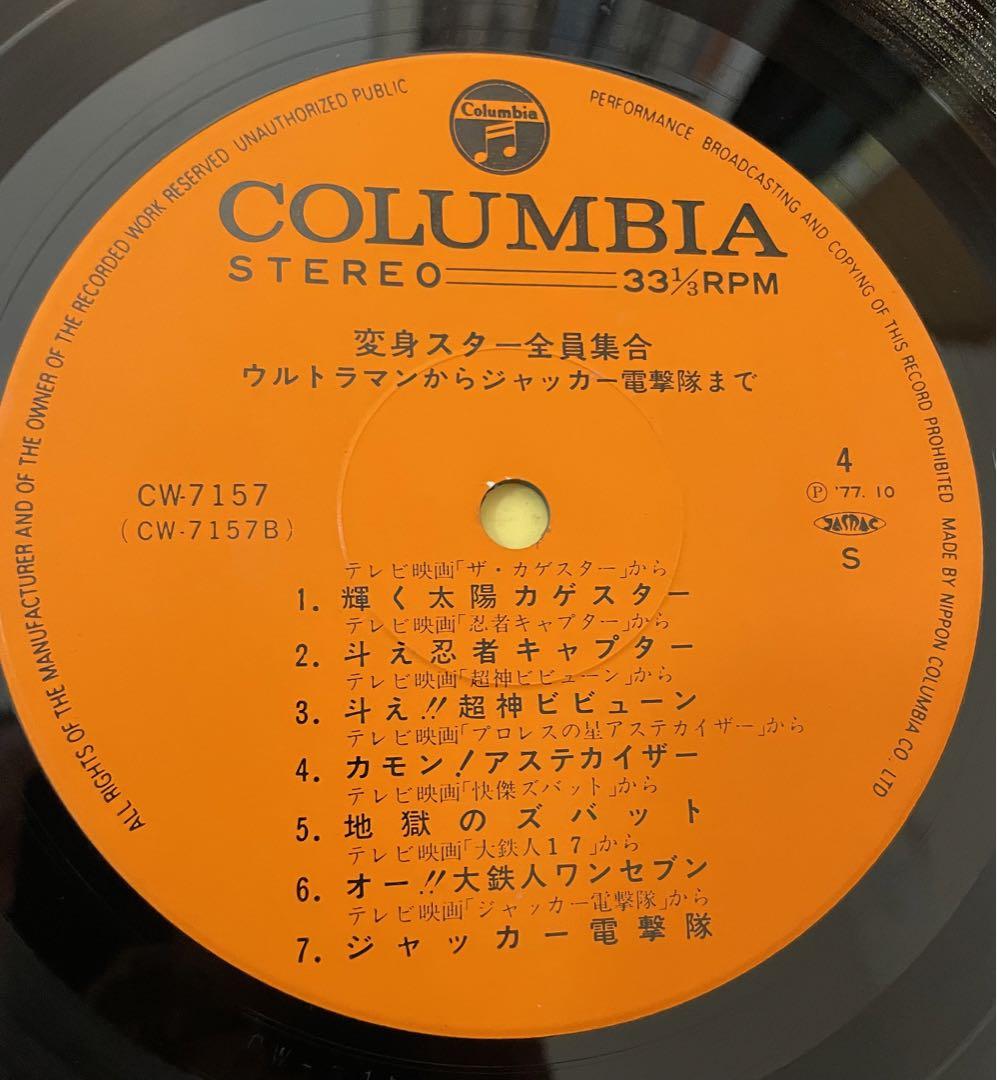 Columbia
ALL RIGHTS OF THE MANUFACTURER AND OF THE OWNER OF THE RECORDED WORK RESERVED UNAUTHORIZED PUBLIC PERFORMANCE BROADCASTING AND COPYING OF THIS RECORD PROHIBITED MADE BY NIPPON COLUMBIA CO. LTD
COLUMBIA
STEREO 33⅓RPM
変身スター全員集合
ウルトラマンからジャッカー電撃隊まで
CW-7157
(CW-7157B)
4
Ⓟ '77. 10
JASRAC
S
テレビ映画「ザ・カゲスター」から
1. 輝く太陽カゲスター
テレビ映画「忍者キャプター」から
2. 斗え忍者キャプター
テレビ映画「超神ビビューン」から
3. 斗え!!超神ビビューン
テレビ映画「プロレスの星アステカイザー」から
4. カモン!アステカイザー
テレビ映画「快傑ズバット」から
5. 地獄のズバット
テレビ映画「大鉄人17」から
6. オー!!大鉄人ワンセブン
テレビ映画「ジャッカー電撃隊」から
7. ジャッカー電撃隊